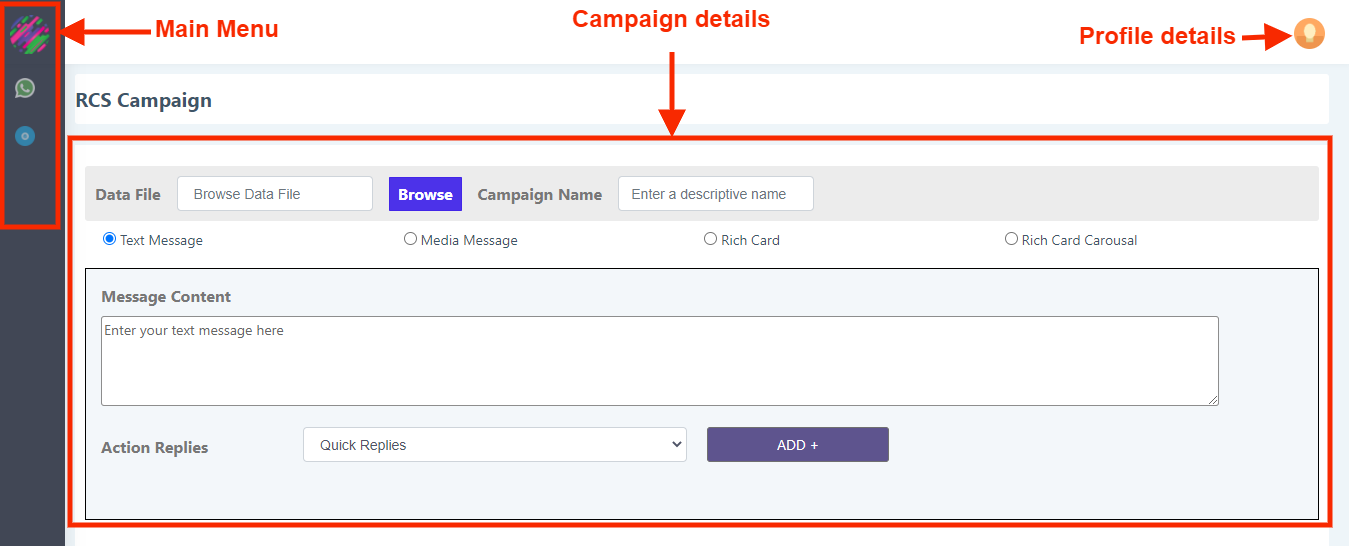 Main Menu
Campaign details
Profile details
RCS Campaign
Data File
Browse Data File
Browse
Campaign Name
Enter a descriptive name
Text Message
Media Message
Rich Card
Rich Card Carousal
Message Content
Enter your text message here
Action Replies
Quick Replies
ADD +